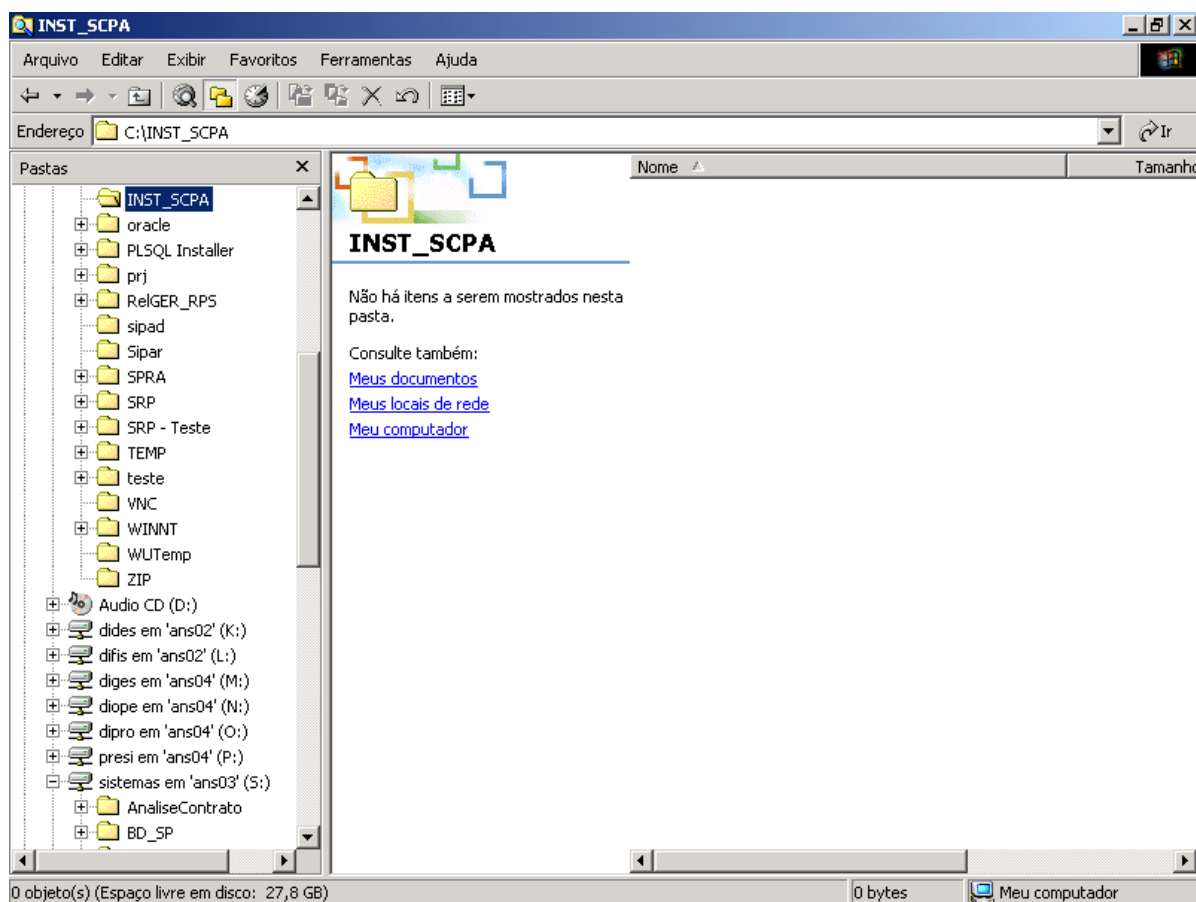 INST_SCPA
Arquivo Editar Exibir Favoritos Ferramentas Ajuda
Endereço C:\INST_SCPA Ir
Pastas
INST_SCPA
oracle
PLSQL Installer
prj
RelGER_RPS
sipad
Sipar
SPRA
SRP
SRP - Teste
TEMP
teste
VNC
WINNT
WUTemp
ZIP
Audio CD (D:)
dides em 'ans02' (K:)
difis em 'ans02' (L:)
diges em 'ans04' (M:)
diope em 'ans04' (N:)
dipro em 'ans04' (O:)
presi em 'ans04' (P:)
sistemas em 'ans03' (S:)
AnaliseContrato
BD_SP
INST_SCPA
Não há itens a serem mostrados nesta
pasta.
Consulte também:
Meus documentos
Meus locais de rede
Meu computador
Nome Tamanho
0 objeto(s) (Espaço livre em disco: 27,8 GB) 0 bytes Meu computador